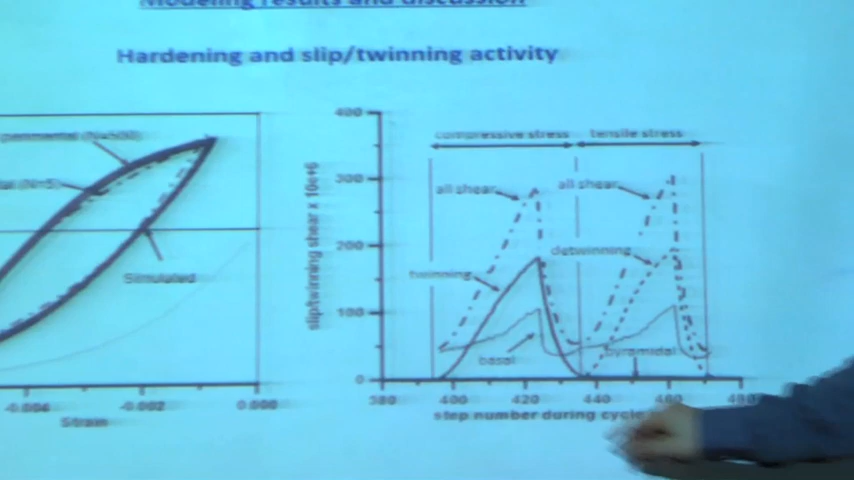 Modeling results and discussion
Hardening and slip/twinning activity
(N=500)
(N=5)
Simulated
-0.004
-0.002
0.000
Strain
slip/twinning shear x 10e+6
400
300
200
100
0
compressive stress
tensile stress
all shear
all shear
twinning
detwinning
basal
pyramidal
380
400
420
440
460
480
step number during cycle